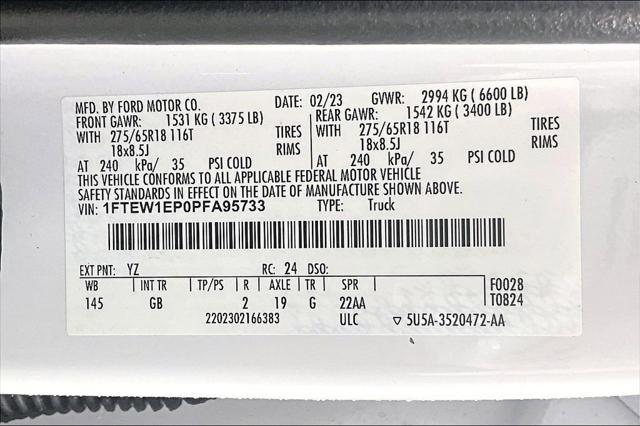 MFD. BY FORD MOTOR CO. DATE: 02/23 GVWR: 2994 KG ( 6600 LB)
FRONT GAWR: 1531 KG ( 3375 LB) REAR GAWR: 1542 KG ( 3400 LB)
WITH 275/65R18 116T TIRES WITH 275/65R18 116T TIRES
18x8.5J RIMS 18x8.5J RIMS
AT 240 kPa/ 35 PSI COLD AT 240 kPa/ 35 PSI COLD
THIS VEHICLE CONFORMS TO ALL APPLICABLE FEDERAL MOTOR VEHICLE
SAFETY STANDARDS IN EFFECT ON THE DATE OF MANUFACTURE SHOWN ABOVE.
VIN: 1FTEW1EP0PFA95733 TYPE: Truck
EXT PNT: YZ RC: 24 DSO:
WB INT TR TP/PS R AXLE TR SPR F0028
145 GB 2 19 G 22AA T0824
2202302166383 ULC ▽ 5U5A-3520472-AA